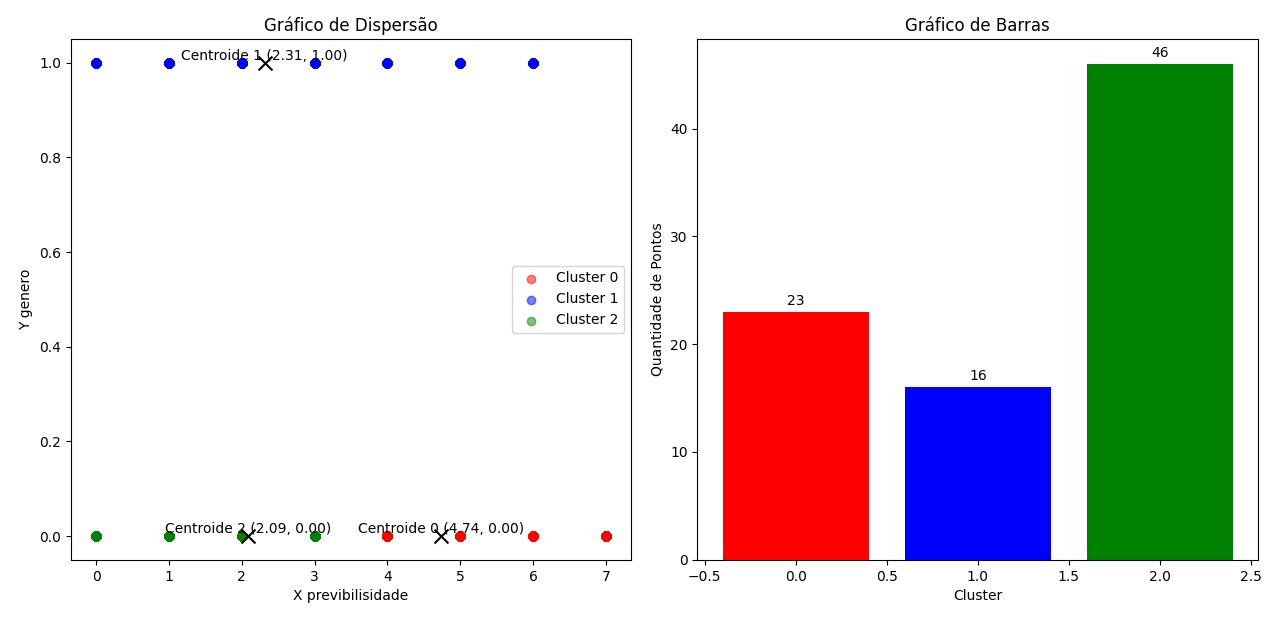 Gráfico de Dispersão
Centroide 1 (2.31, 1.00)
1.0
0.8
0.6
0.4
0.2
0.0
Y genero
Cluster 0
Cluster 1
Cluster 2
Centroide 2 (2.09, 0.00)
Centroide 0 (4.74, 0.00)
0 1 2 3 4 5 6 7
X previbilisidade
Gráfico de Barras
46
23
16
40
30
20
10
0
Quantidade de Pontos
−0.5 0.0 0.5 1.0 1.5 2.0 2.5
Cluster